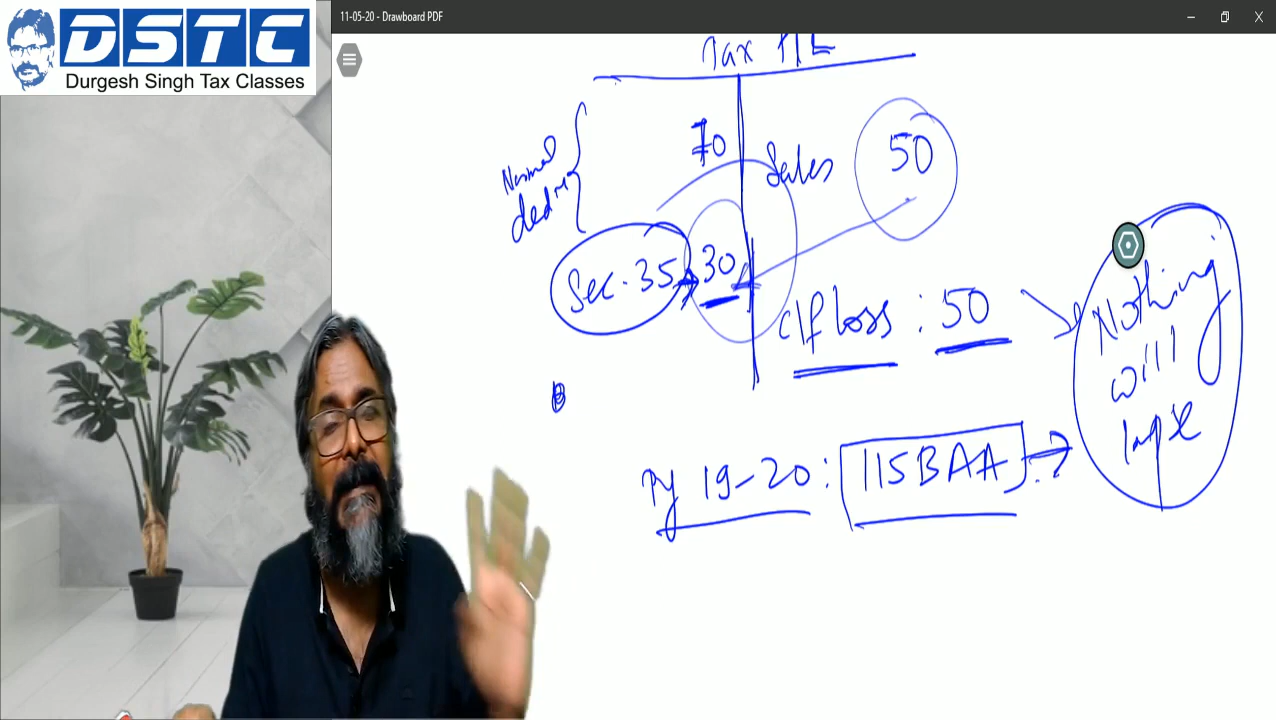 DSTC
Durgesh Singh Tax Classes
11-05-20 - Drawboard PDF
Tax P/L
Normal
dedn
70
Sales
50
Sec. 35
30
c/f loss : 50
Nothing
will
lapse
PY 19-20 : 115BAA